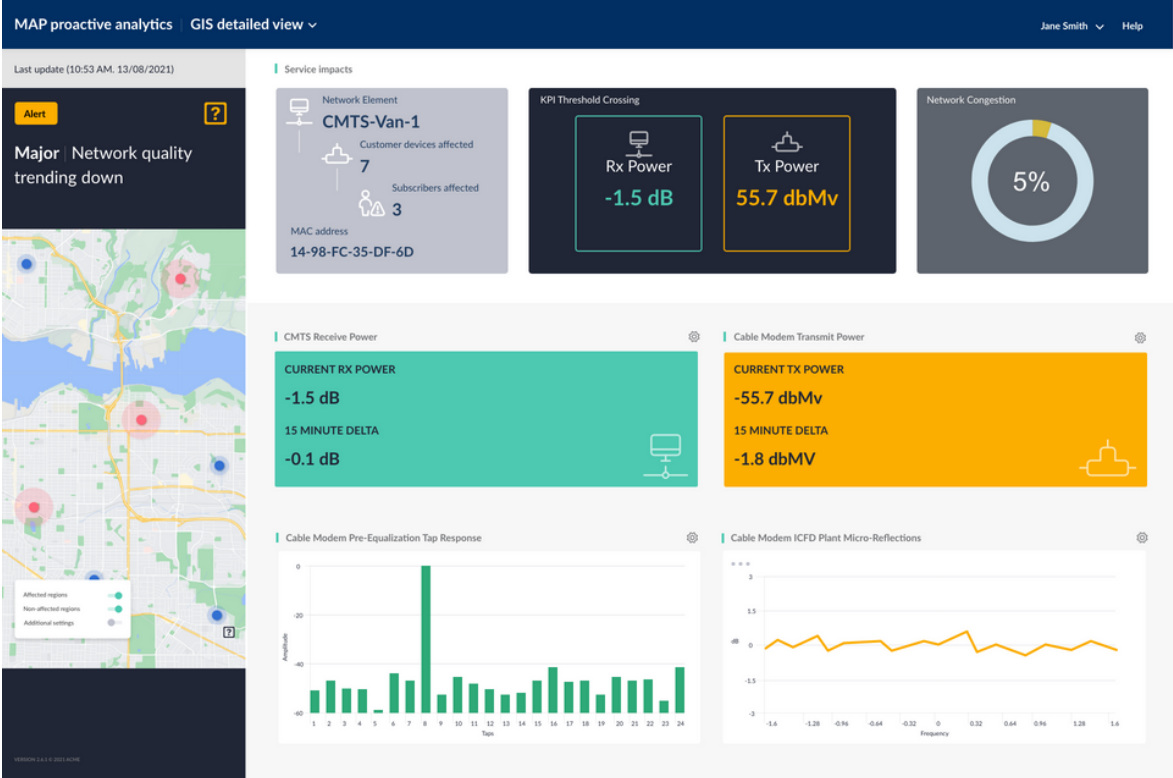 MAP proactive analytics | GIS detailed view
Jane Smith
Help
Last update (10:53 AM. 13/08/2021)
Alert
?
Major | Network quality
trending down
Affected regions
Non-affected regions
Additional settings
?
VERSION 2.6.1 © 2021 ACME
Service impacts
Network Element
CMTS-Van-1
Customer devices affected
7
Subscribers affected
3
MAC address
14-98-FC-35-DF-6D
KPI Threshold Crossing
Rx Power
-1.5 dB
Tx Power
55.7 dbMv
Network Congestion
5%
CMTS Receive Power
CURRENT RX POWER
-1.5 dB
15 MINUTE DELTA
-0.1 dB
Cable Modem Transmit Power
CURRENT TX POWER
-55.7 dbMv
15 MINUTE DELTA
-1.8 dbMV
Cable Modem Pre-Equalization Tap Response
0
-20
-40
-60
Amplitude
1 2 3 4 5 6 7 8 9 10 11 12 13 14 15 16 17 18 19 20 21 22 23 24
Taps
Cable Modem ICFD Plant Micro-Reflections
3
1.5
dB
0
-1.5
-3
-1.6 -1.28 -0.96 -0.64 -0.32 0 0.32 0.64 0.96 1.28 1.6
Frequency